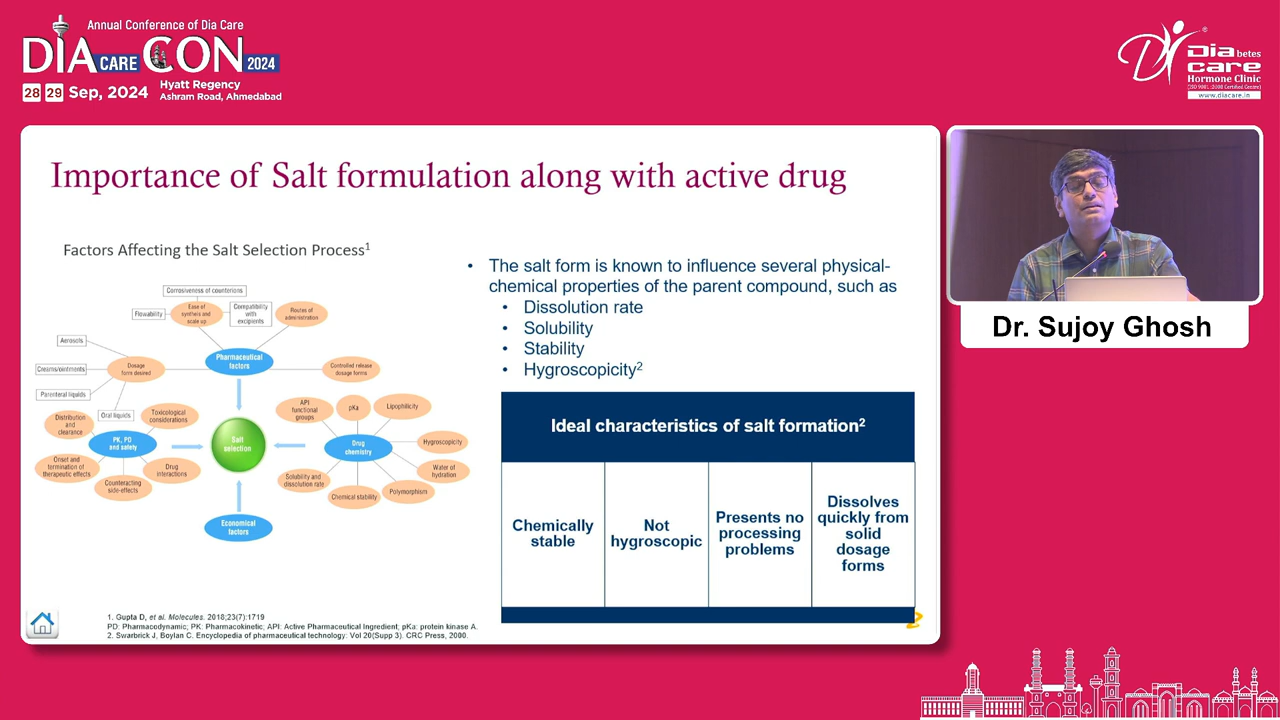 Annual Conference of Dia Care
DIA CARE CON 2024
28 29 Sep, 2024
Hyatt Regency
Ashram Road, Ahmedabad
Diabetes
care
Hormone Clinic
(ISO 9001:2008 Certified Centre)
www.diacare.in
Importance of Salt formulation along with active drug
Factors Affecting the Salt Selection Process1
Corrosiveness of counterions
Flowability
Ease of
synthesis and
scale up
Compatibility
with
excipients
Routes of
administration
Aerosols
Creams/ointments
Parenteral liquids
Oral liquids
Dosage
form desired
Pharmaceutical
factors
Controlled release
dosage forms
Distribution
and
clearance
Toxicological
considerations
PK, PD
and safety
Onset and
termination of
therapeutic effects
Counteracting
side-effects
Drug
interactions
Salt
selection
API
functional
groups
pKa
Lipophilicity
Drug
chemistry
Hygroscopicity
Water of
hydration
Polymorphism
Chemical stability
Solubility and
dissolution rate
Economical
factors
• The salt form is known to influence several physical-
chemical properties of the parent compound, such as
• Dissolution rate
• Solubility
• Stability
• Hygroscopicity2
Ideal characteristics of salt formation2
Chemically
stable
Not
hygroscopic
Presents no
processing
problems
Dissolves
quickly from
solid
dosage
forms
1. Gupta D, et al. Molecules. 2018;23(7):1719
PD: Pharmacodynamic; PK: Pharmacokinetic; API: Active Pharmaceutical Ingredient, pKa: protein kinase A.
2. Swarbrick J, Boylan C. Encyclopedia of pharmaceutical technology: Vol 20(Supp 3). CRC Press, 2000.
Dr. Sujoy Ghosh